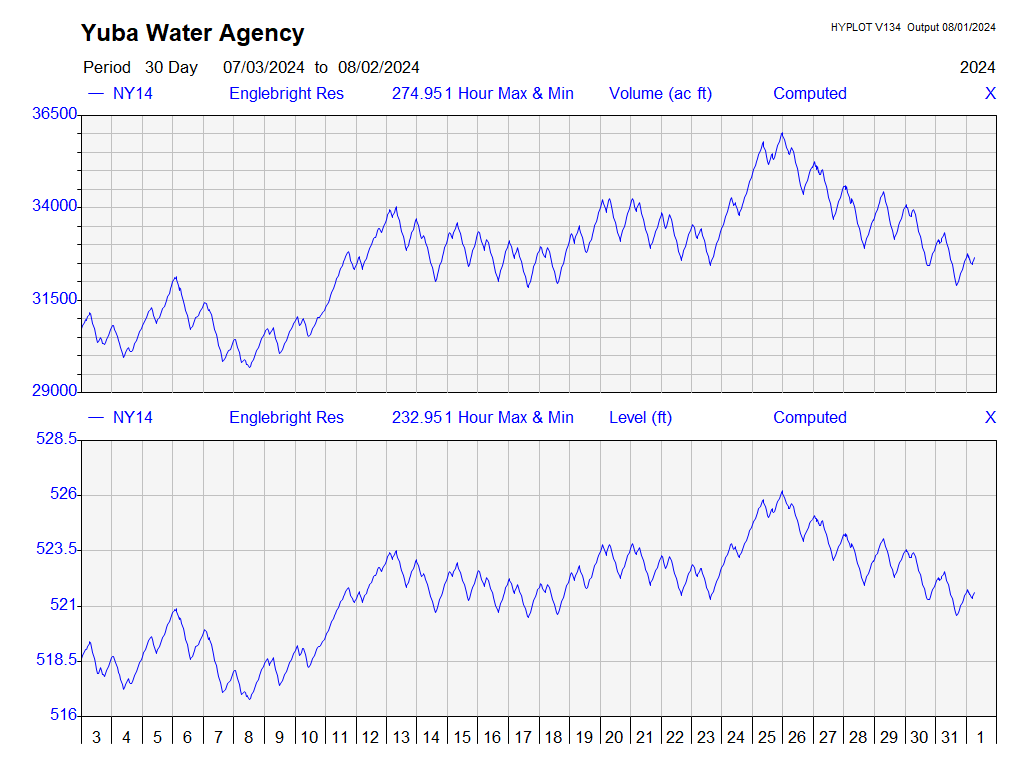 Yuba Water Agency
HYPLOT V134 Output 08/01/2024
Period 30 Day 07/03/2024 to 08/02/2024 2024
NY14 Englebright Res 274.951 Hour Max & Min Volume (ac ft) Computed X
36500
34000
31500
29000
NY14 Englebright Res 232.951 Hour Max & Min Level (ft) Computed X
528.5
526
523.5
521
518.5
516
3 4 5 6 7 8 9 10 11 12 13 14 15 16 17 18 19 20 21 22 23 24 25 26 27 28 29 30 31 1